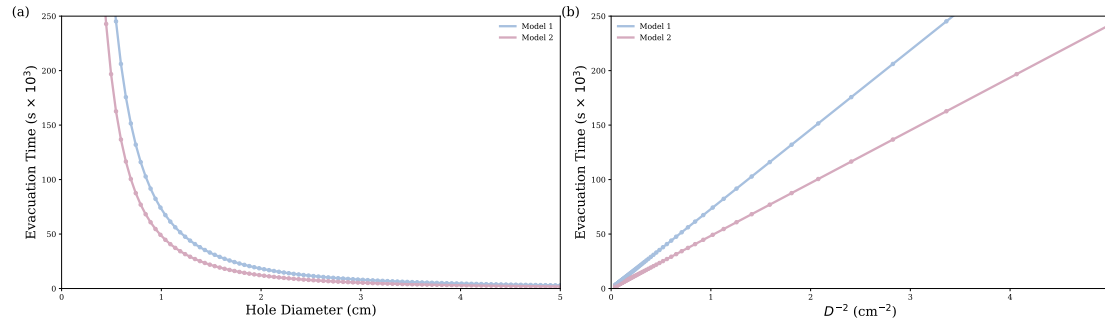 (a)
250
200
150
100
50
0
Evacuation Time (s × 10³)
Model 1
Model 2
0 1 2 3 4 5
Hole Diameter (cm)
(b)
250
200
150
100
50
0
Evacuation Time (s × 10³)
Model 1
Model 2
0 1 2 3 4
D⁻² (cm⁻²)